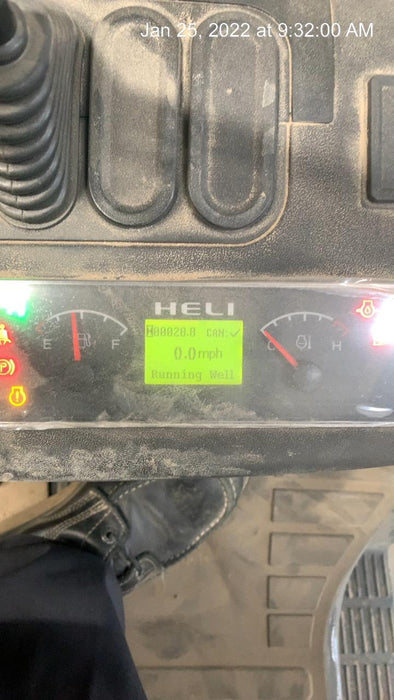 Jan 25, 2022 at 9:32:00 AM
HELI
H00028.0 CAN:✓
E F 0.0mph C H
Running Well